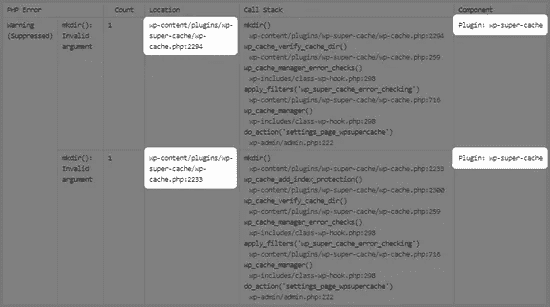 PHP Error Count Location Call Stack Component
Warning (Suppressed)
mkdir(): Invalid argument
1
wp-content/plugins/wp-
super-cache/wp-
cache.php:2294
mkdir()
wp-content/plugins/wp-super-cache/wp-cache.php:2294
wp_cache_verify_cache_dir()
wp-content/plugins/wp-super-cache/wp-cache.php:259
wp_cache_manager_error_checks()
wp-includes/class-wp-hook.php:298
apply_filters('wp_super_cache_error_checking')
wp-content/plugins/wp-super-cache/wp-cache.php:716
wp_cache_manager()
wp-includes/class-wp-hook.php:298
do_action('settings_page_wpsupercache')
wp-admin/admin.php:222
Plugin: wp-super-cache
mkdir(): Invalid argument
1
wp-content/plugins/wp-
super-cache/wp-
cache.php:2233
mkdir()
wp-content/plugins/wp-super-cache/wp-cache.php:2233
wp_cache_add_index_protection()
wp-content/plugins/wp-super-cache/wp-cache.php:2300
wp_cache_verify_cache_dir()
wp-content/plugins/wp-super-cache/wp-cache.php:259
wp_cache_manager_error_checks()
wp-includes/class-wp-hook.php:298
apply_filters('wp_super_cache_error_checking')
wp-content/plugins/wp-super-cache/wp-cache.php:716
wp_cache_manager()
wp-includes/class-wp-hook.php:298
do_action('settings_page_wpsupercache')
wp-admin/admin.php:222
Plugin: wp-super-cache